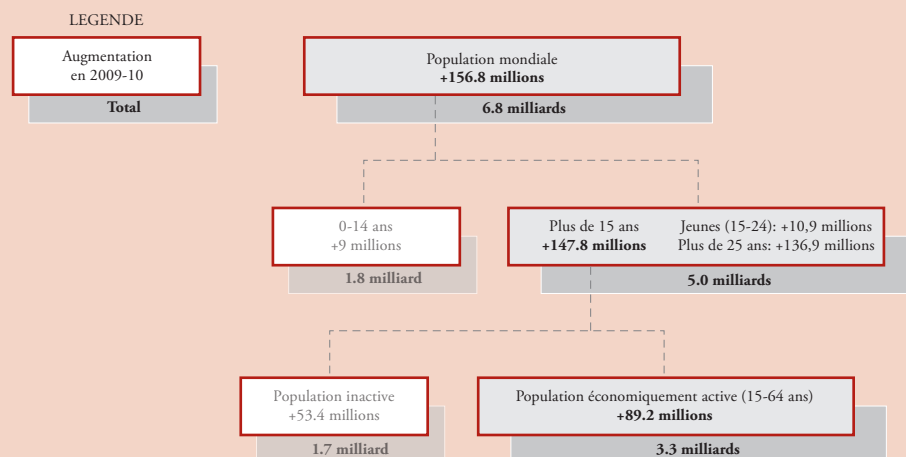 LEGENDE
Augmentation
en 2009-10
Total
Population mondiale
+156.8 millions
6.8 milliards
0-14 ans
+9 millions
1.8 milliard
Plus de 15 ans
+147.8 millions
Jeunes (15-24): +10,9 millions
Plus de 25 ans: +136,9 millions
5.0 milliards
Population inactive
+53.4 millions
1.7 milliard
Population économiquement active (15-64 ans)
+89.2 millions
3.3 milliards